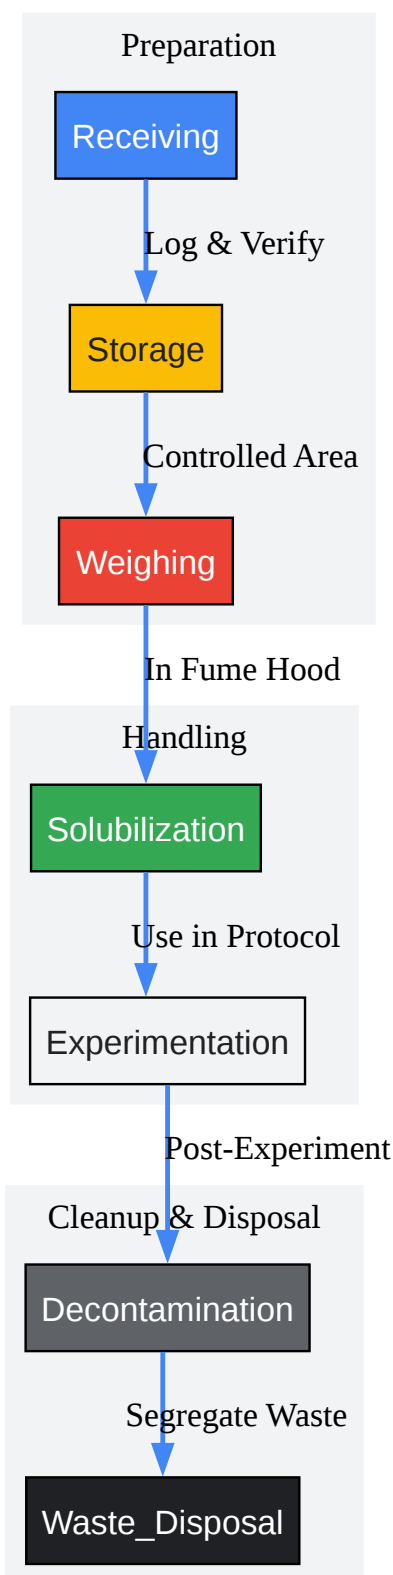 Preparation
Receiving
Log & Verify
Storage
Controlled Area
Weighing
In Fume Hood
Handling
Solubilization
Use in Protocol
Experimentation
Post-Experiment
Cleanup & Disposal
Decontamination
Segregate Waste
Waste_Disposal